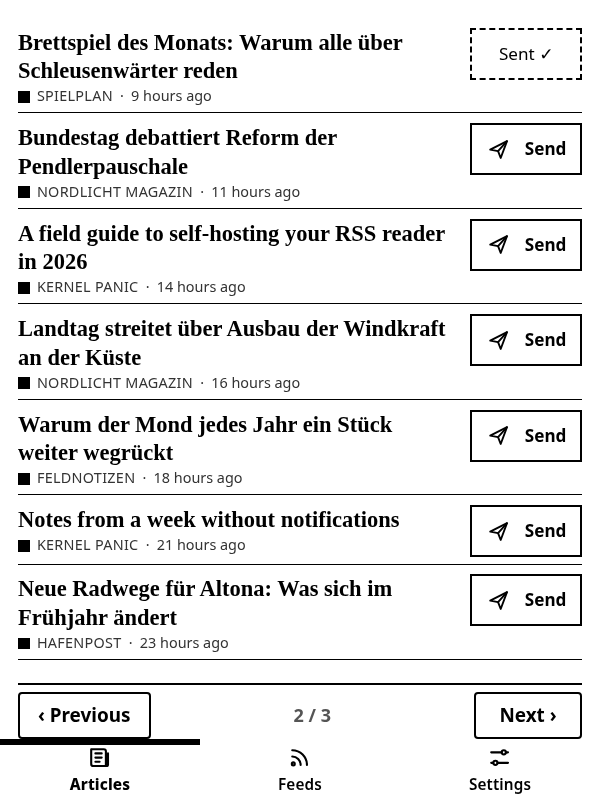 Brettspiel des Monats: Warum alle über
Schleusenwärter reden
Sent ✓
SPIELPLAN · 9 hours ago
Bundestag debattiert Reform der
Pendlerpauschale
Send
NORDLICHT MAGAZIN · 11 hours ago
A field guide to self-hosting your RSS reader
in 2026
Send
KERNEL PANIC · 14 hours ago
Landtag streitet über Ausbau der Windkraft
an der Küste
Send
NORDLICHT MAGAZIN · 16 hours ago
Warum der Mond jedes Jahr ein Stück
weiter wegrückt
Send
FELDNOTIZEN · 18 hours ago
Notes from a week without notifications
Send
KERNEL PANIC · 21 hours ago
Neue Radwege für Altona: Was sich im
Frühjahr ändert
Send
HAFENPOST · 23 hours ago
‹ Previous
2 / 3
Next ›
Articles
Feeds
Settings